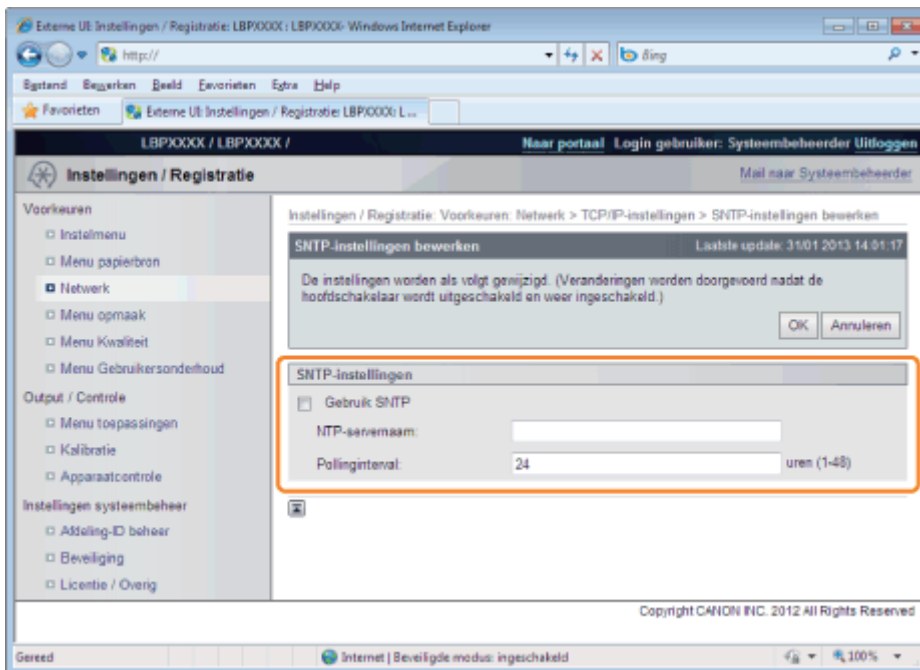 Externe UI: Instellingen / Registratie: LBPXXXX : LBPXXXX- Windows Internet Explorer
http://
Bing
Bestand Bewerken Beeld Favorieten Extra Help
Favorieten
Externe UI: Instellingen / Registratie: LBPXXXX: L...
LBPXXXX / LBPXXXX /
Naar portaal Login gebruiker: Systeembeheerder Uitloggen
Instellingen / Registratie
Mail naar Systeembeheerder
Voorkeuren
Instelmenu
Menu papierbron
Netwerk
Menu opmaak
Menu Kwaliteit
Menu Gebruikersonderhoud
Output / Controle
Menu toepassingen
Kalibratie
Apparaatcontrole
Instellingen systeembeheer
Afdeling-ID beheer
Beveiliging
Licentie / Overig
Instellingen / Registratie: Voorkeuren: Netwerk > TCP/IP-instellingen > SNTP-instellingen bewerken
SNTP-instellingen bewerken
Laatste update: 31/01 2013 14:01:17
De instellingen worden als volgt gewijzigd. (Veranderingen worden doorgevoerd nadat de
hoofdschakelaar wordt uitgeschakeld en weer ingeschakeld.)
OK Annuleren
SNTP-instellingen
Gebruik SNTP
NTP-servernaam:
Pollinginterval: 24 uren (1-48)
Copyright CANON INC. 2012 All Rights Reserved
Gereed
Internet | Beveiligde modus: ingeschakeld
100%